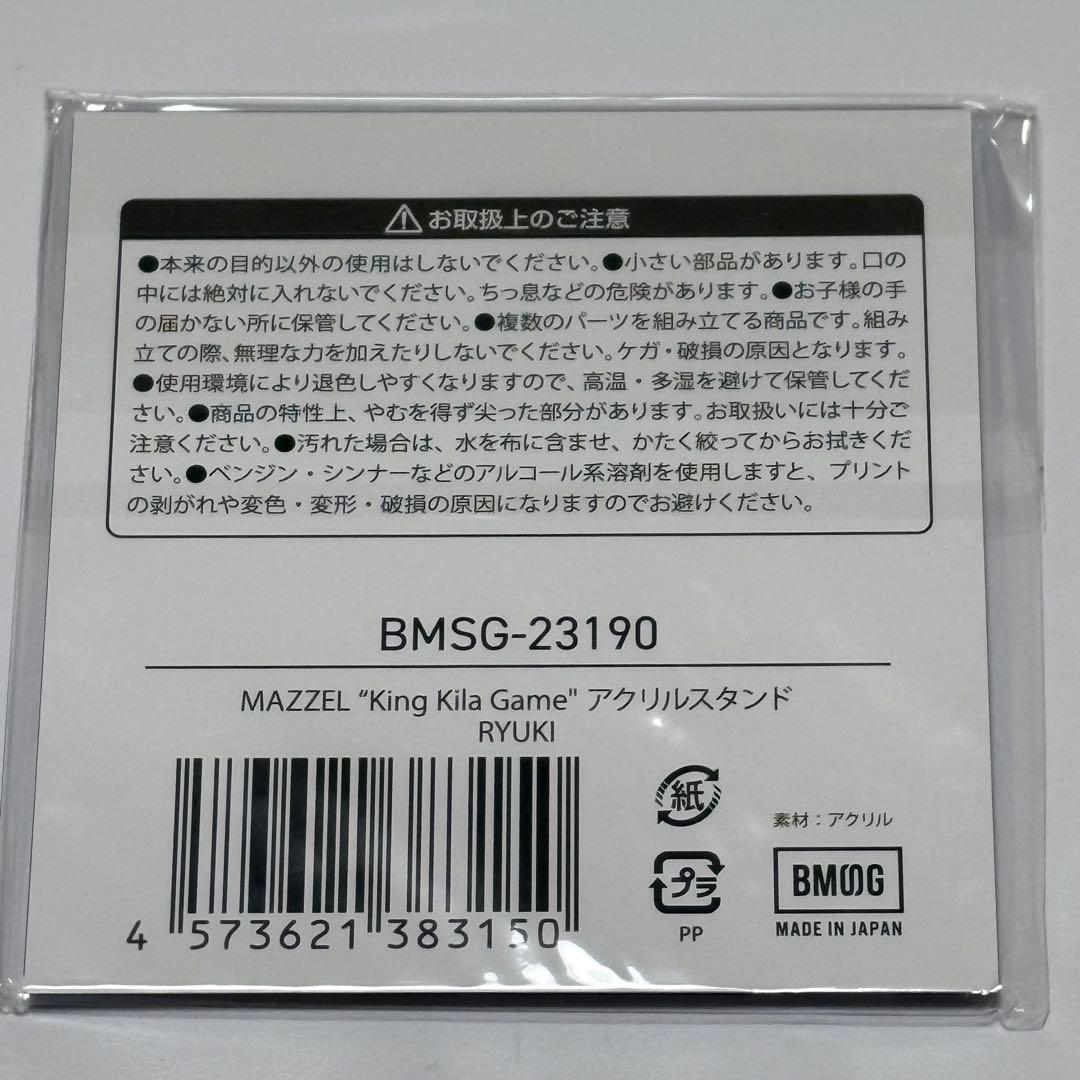 ⚠お取扱上のご注意
●本来の目的以外の使用はしないでください。●小さい部品があります。口の
中には絶対に入れないでください。ちっ息などの危険があります。●お子様の手
の届かない所に保管してください。●複数のパーツを組み立てる商品です。組み
立ての際、無理な力を加えたりしないでください。ケガ・破損の原因となります。
●使用環境により退色しやすくなりますので、高温・多湿を避けて保管してくだ
さい。●商品の特性上、やむを得ず尖った部分があります。お取扱いには十分ご
注意ください。●汚れた場合は、水を布に含ませ、かたく絞ってからお拭きくだ
さい。●ベンジン・シンナーなどのアルコール系溶剤を使用しますと、プリント
の剥がれや変色・変形・破損の原因になりますのでお避けください。
BMSG-23190
MAZZEL “King Kila Game" アクリルスタンド
RYUKI
4 573621 383150
紙
プラ
PP
素材：アクリル
BMSG
MADE IN JAPAN